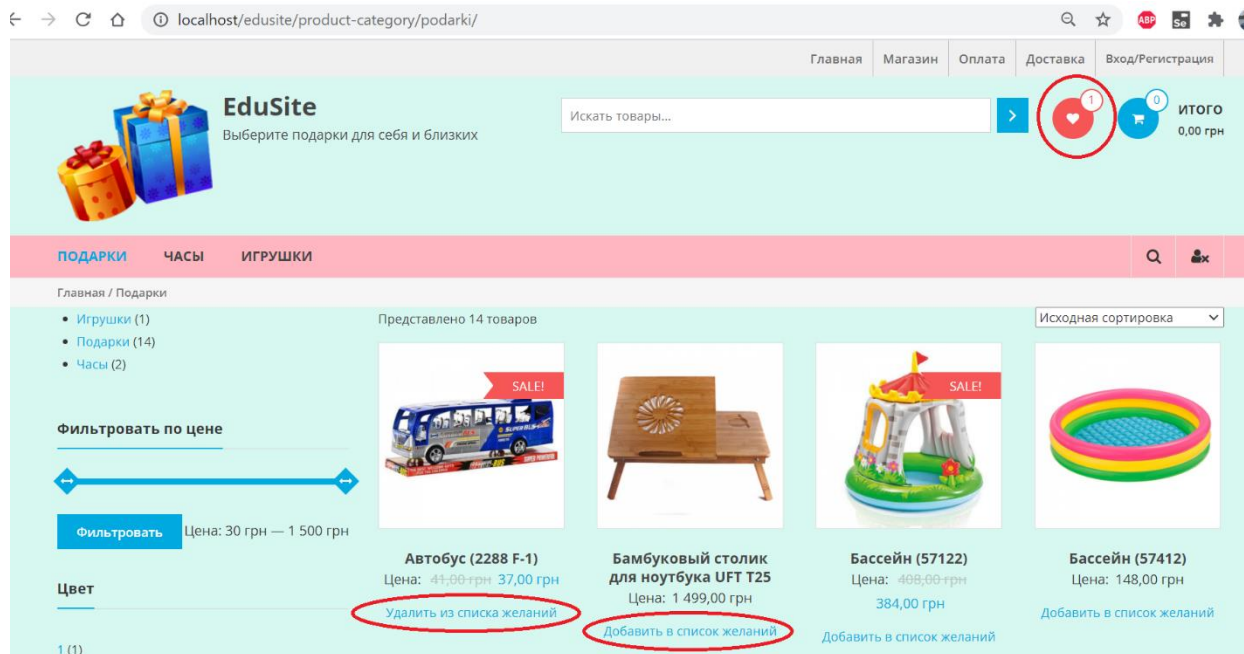 localhost/edusite/product-category/podarki/
ABP
Se
Главная Магазин Оплата Доставка Вход/Регистрация
EduSite
Выберите подарки для себя и близких
Искать товары...
1
0
ИТОГО
0,00 грн
ПОДАРКИ ЧАСЫ ИГРУШКИ
Главная / Подарки
Игрушки (1)
Подарки (14)
Часы (2)
Фильтровать по цене
Фильтровать Цена: 30 грн — 1 500 грн
Цвет
1 (1)
Представлено 14 товаров
Исходная сортировка
SALE!
Автобус (2288 F-1)
Цена: 41,00 грн 37,00 грн
Удалить из списка желаний
Бамбуковый столик
для ноутбука UFT T25
Цена: 1 499,00 грн
Добавить в список желаний
SALE!
Бассейн (57122)
Цена: 408,00 грн
384,00 грн
Добавить в список желаний
Бассейн (57412)
Цена: 148,00 грн
Добавить в список желаний